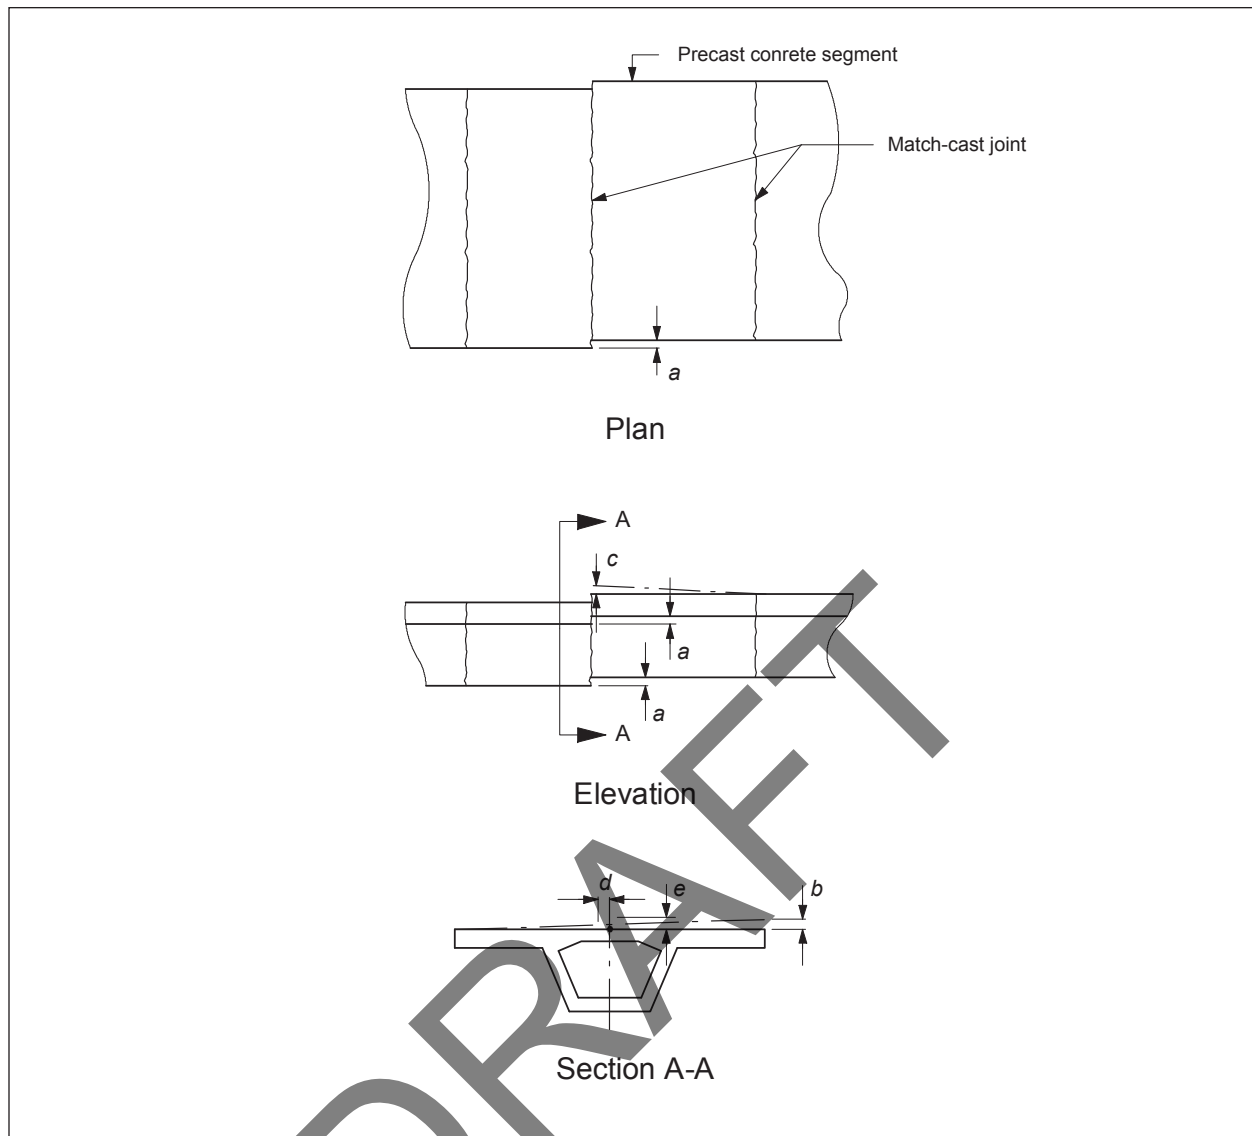 Precast conrete segment
Match-cast joint
a
Plan
A
c
a
a
A
Elevation
d
e
b
Section A-A
DRAFT